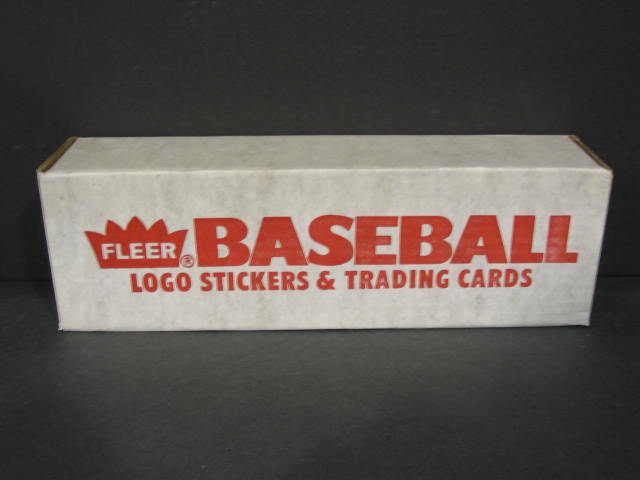 FLEER® BASEBALL
LOGO STICKERS & TRADING CARDS